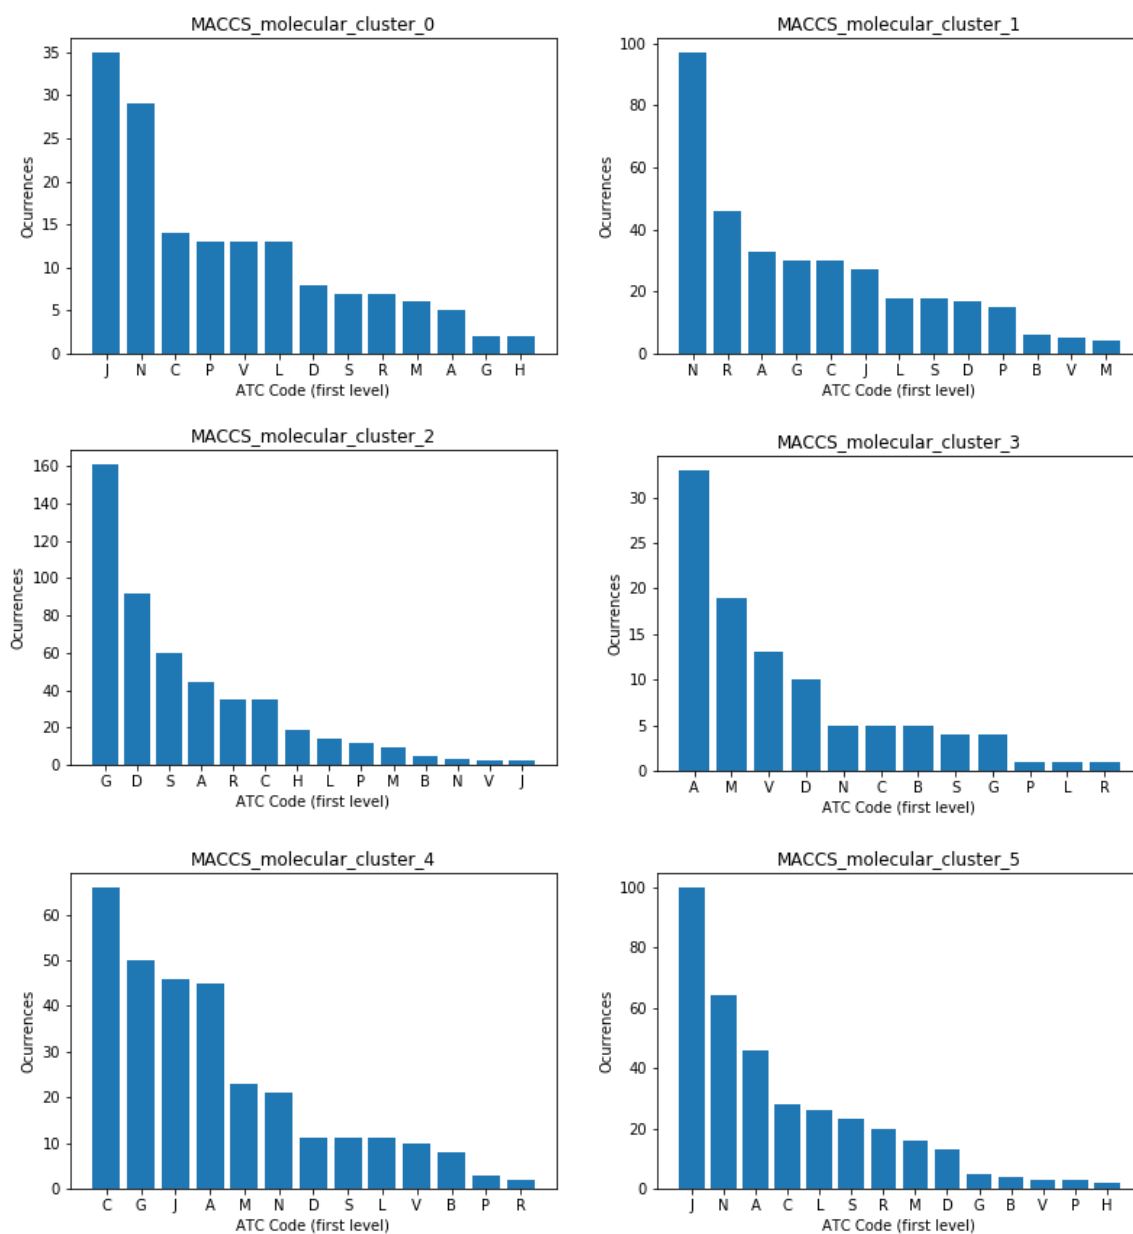 MACCS_molecular_cluster_0
35
30
25
20
15
10
5
0
Ocurrences
J N C P V L D S R M A G H
ATC Code (first level)
MACCS_molecular_cluster_1
100
80
60
40
20
0
Ocurrences
N R A G C J L S D P B V M
ATC Code (first level)
MACCS_molecular_cluster_2
160
140
120
100
80
60
40
20
0
Ocurrences
G D S A R C H L P M B N V J
ATC Code (first level)
MACCS_molecular_cluster_3
30
25
20
15
10
5
0
Ocurrences
A M V D N C B S G P L R
ATC Code (first level)
MACCS_molecular_cluster_4
60
50
40
30
20
10
0
Ocurrences
C G J A M N D S L V B P R
ATC Code (first level)
MACCS_molecular_cluster_5
100
80
60
40
20
0
Ocurrences
J N A C L S R M D G B V P H
ATC Code (first level)